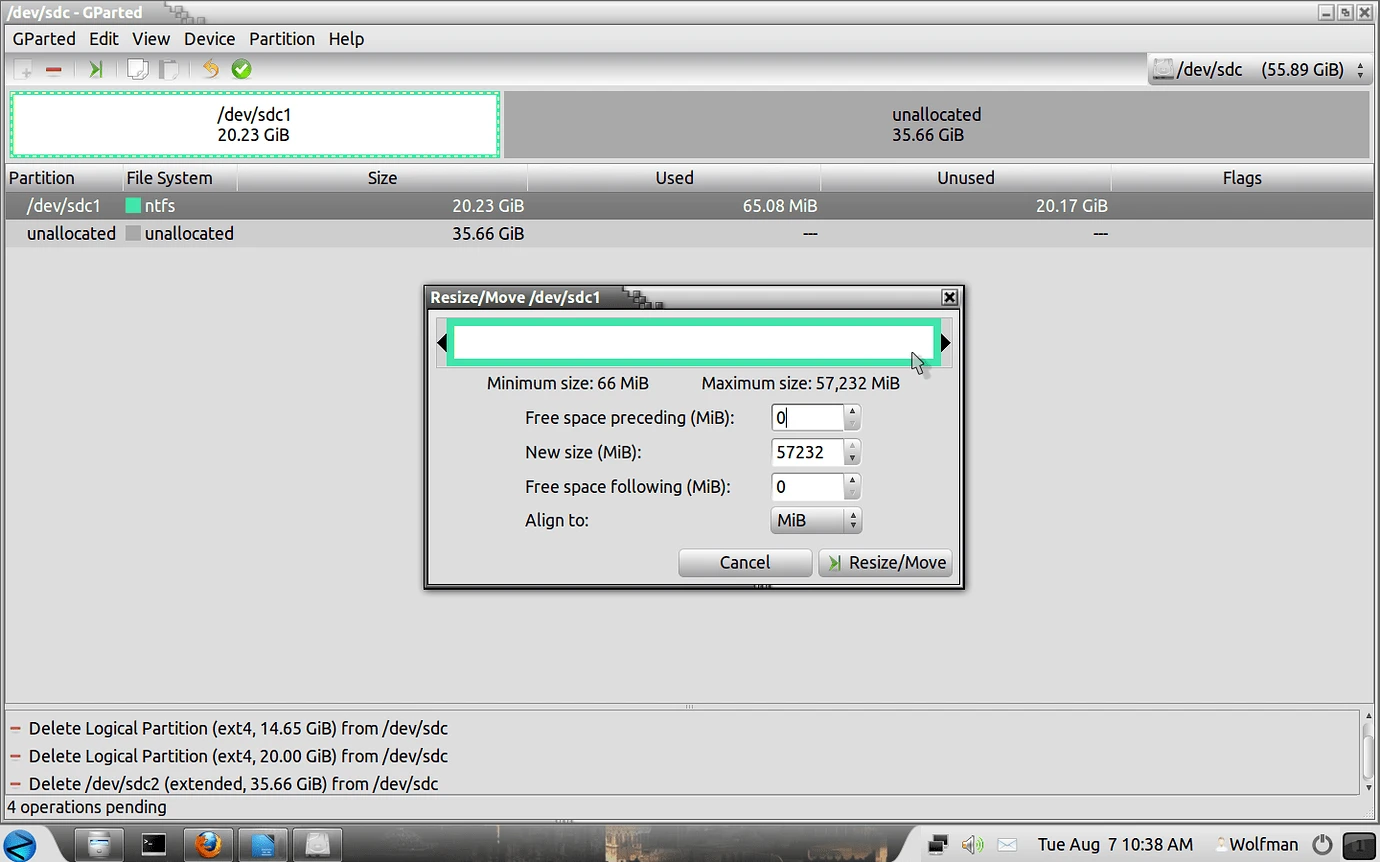 /dev/sdc - GParted
GParted Edit View Device Partition Help
/dev/sdc (55.89 GiB)
/dev/sdc1
20.23 GiB
unallocated
35.66 GiB
Partition File System Size Used Unused Flags
/dev/sdc1 ntfs 20.23 GiB 65.08 MiB 20.17 GiB
unallocated unallocated 35.66 GiB --- ---
Resize/Move /dev/sdc1
Minimum size: 66 MiB Maximum size: 57,232 MiB
Free space preceding (MiB): 0
New size (MiB): 57232
Free space following (MiB): 0
Align to: MiB
Cancel Resize/Move
Delete Logical Partition (ext4, 14.65 GiB) from /dev/sdc
Delete Logical Partition (ext4, 20.00 GiB) from /dev/sdc
Delete /dev/sdc2 (extended, 35.66 GiB) from /dev/sdc
4 operations pending
Tue Aug 7 10:38 AM Wolfman 1